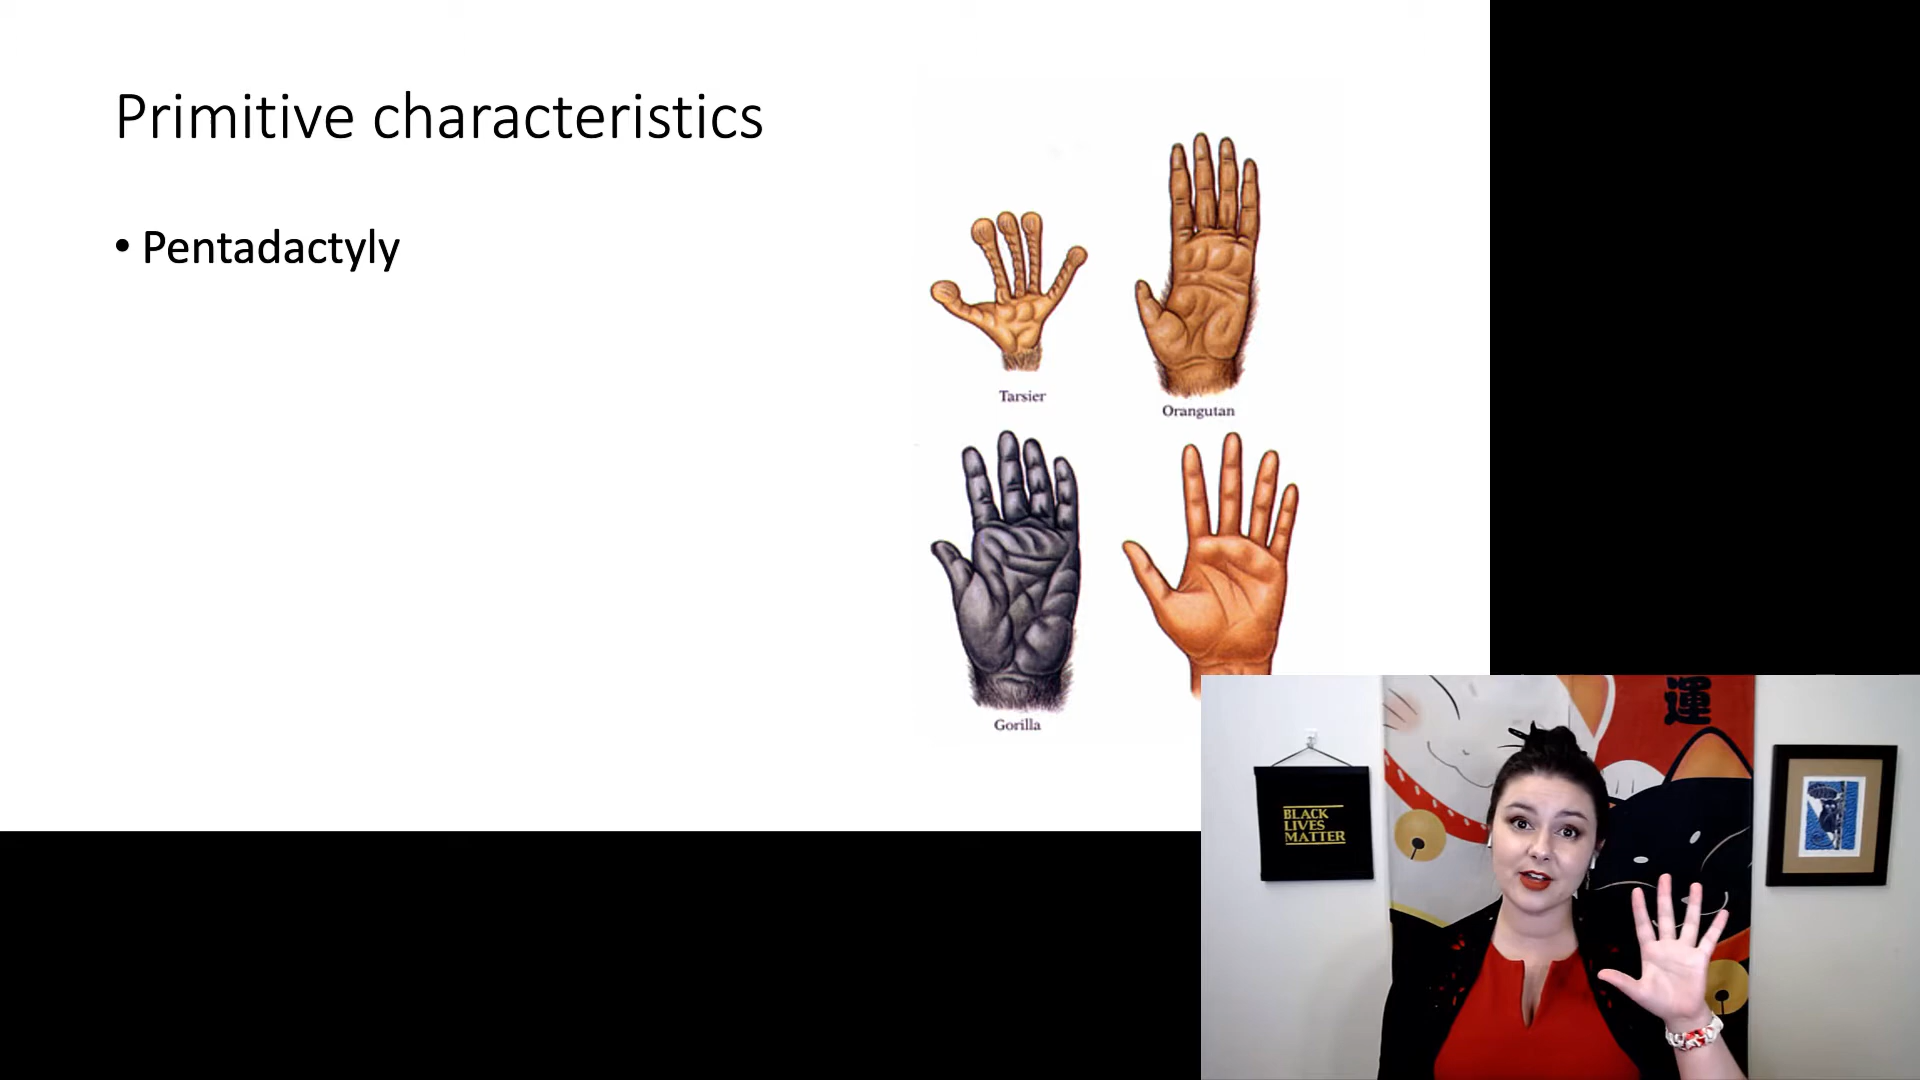 Primitive characteristics
• Pentadactyly
Tarsier
Orangutan
Gorilla
運
BLACK
LIVES
MATTER